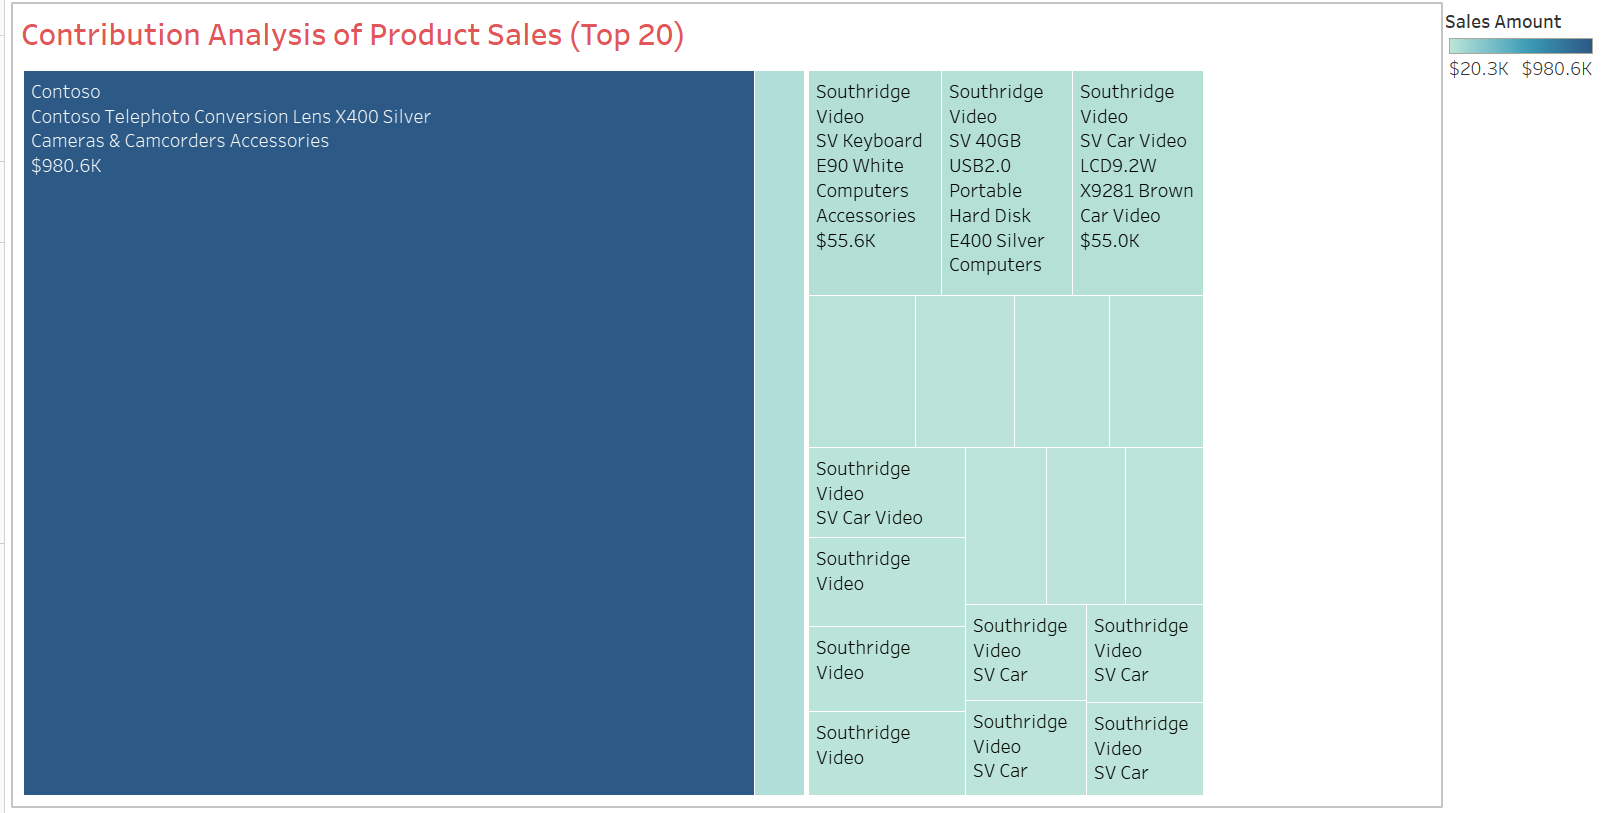 Contribution Analysis of Product Sales (Top 20)
Sales Amount
$20.3K $980.6K
Contoso
Contoso Telephoto Conversion Lens X400 Silver
Cameras & Camcorders Accessories
$980.6K
Southridge
Video
SV Keyboard
E90 White
Computers
Accessories
$55.6K
Southridge
Video
SV 40GB
USB2.0
Portable
Hard Disk
E400 Silver
Computers
Southridge
Video
SV Car Video
LCD9.2W
X9281 Brown
Car Video
$55.0K
Southridge
Video
SV Car Video
Southridge
Video
Southridge
Video
Southridge
Video
Southridge
Video
SV Car
Southridge
Video
SV Car
Southridge
Video
SV Car
Southridge
Video
SV Car